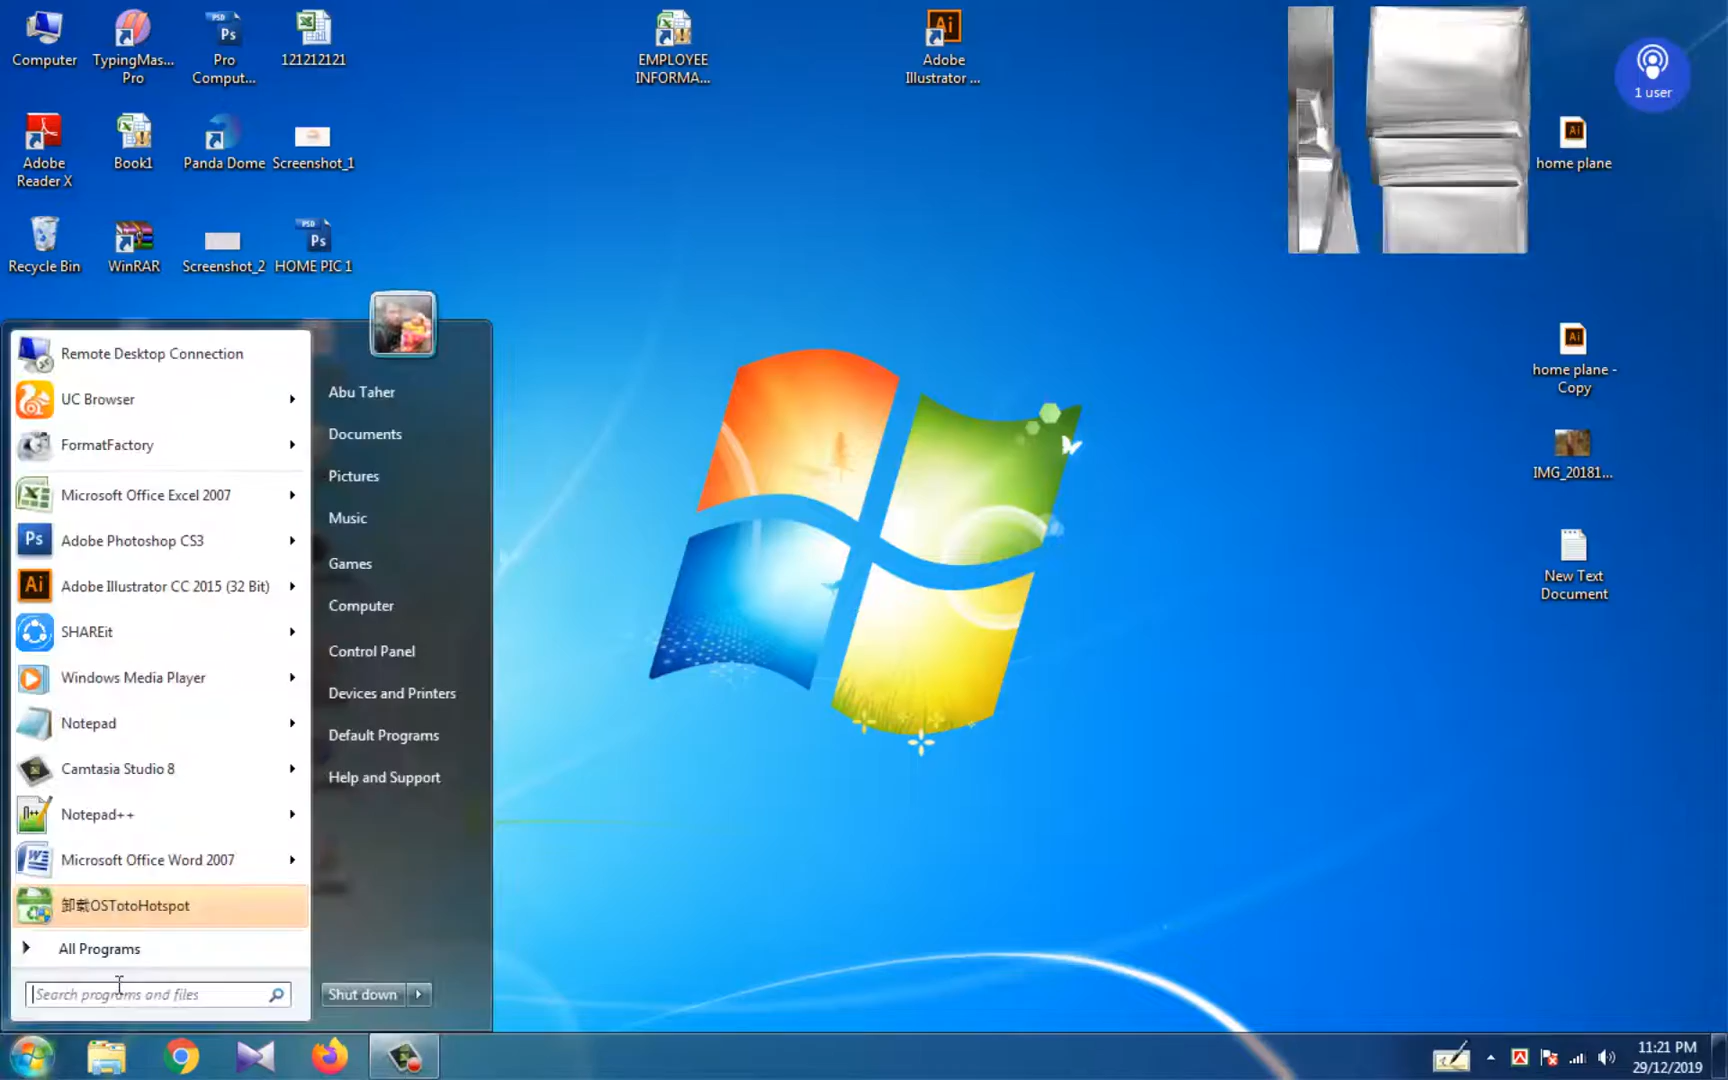 Computer
TypingMas...
Pro
Pro
Comput...
121212121
EMPLOYEE
INFORMA...
Adobe
Illustrator ...
1 user
Adobe
Reader X
Book1
Panda Dome
Screenshot_1
home plane
Recycle Bin
WinRAR
Screenshot_2
HOME PIC 1
home plane -
Copy
IMG_20181...
New Text
Document
Remote Desktop Connection
UC Browser
FormatFactory
Microsoft Office Excel 2007
Adobe Photoshop CS3
Adobe Illustrator CC 2015 (32 Bit)
SHAREit
Windows Media Player
Notepad
Camtasia Studio 8
Notepad++
Microsoft Office Word 2007
卸载OSTotoHotspot
All Programs
Search programs and files
Abu Taher
Documents
Pictures
Music
Games
Computer
Control Panel
Devices and Printers
Default Programs
Help and Support
Shut down
11:21 PM
29/12/2019